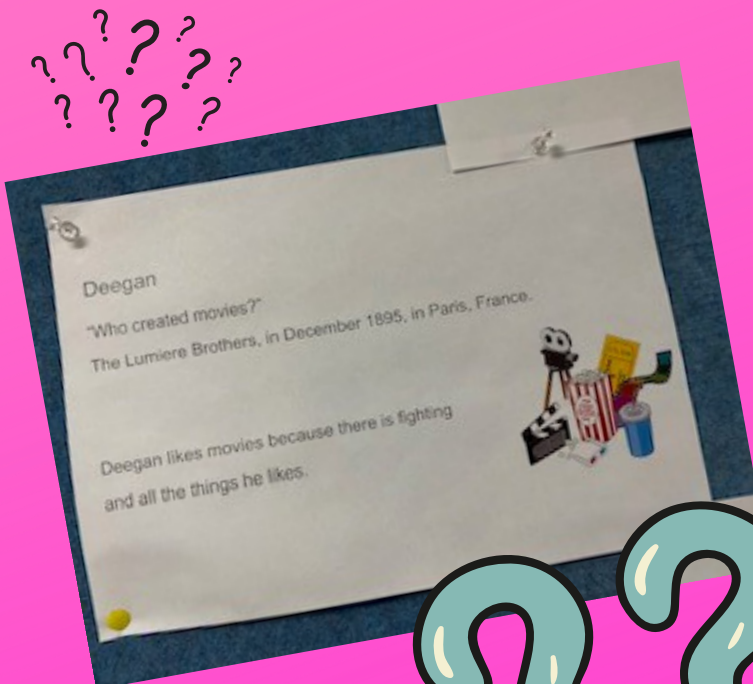 Deegan
“Who created movies?”
The Lumiere Brothers, in December 1895, in Paris, France.
Deegan likes movies because there is fighting
and all the things he likes.